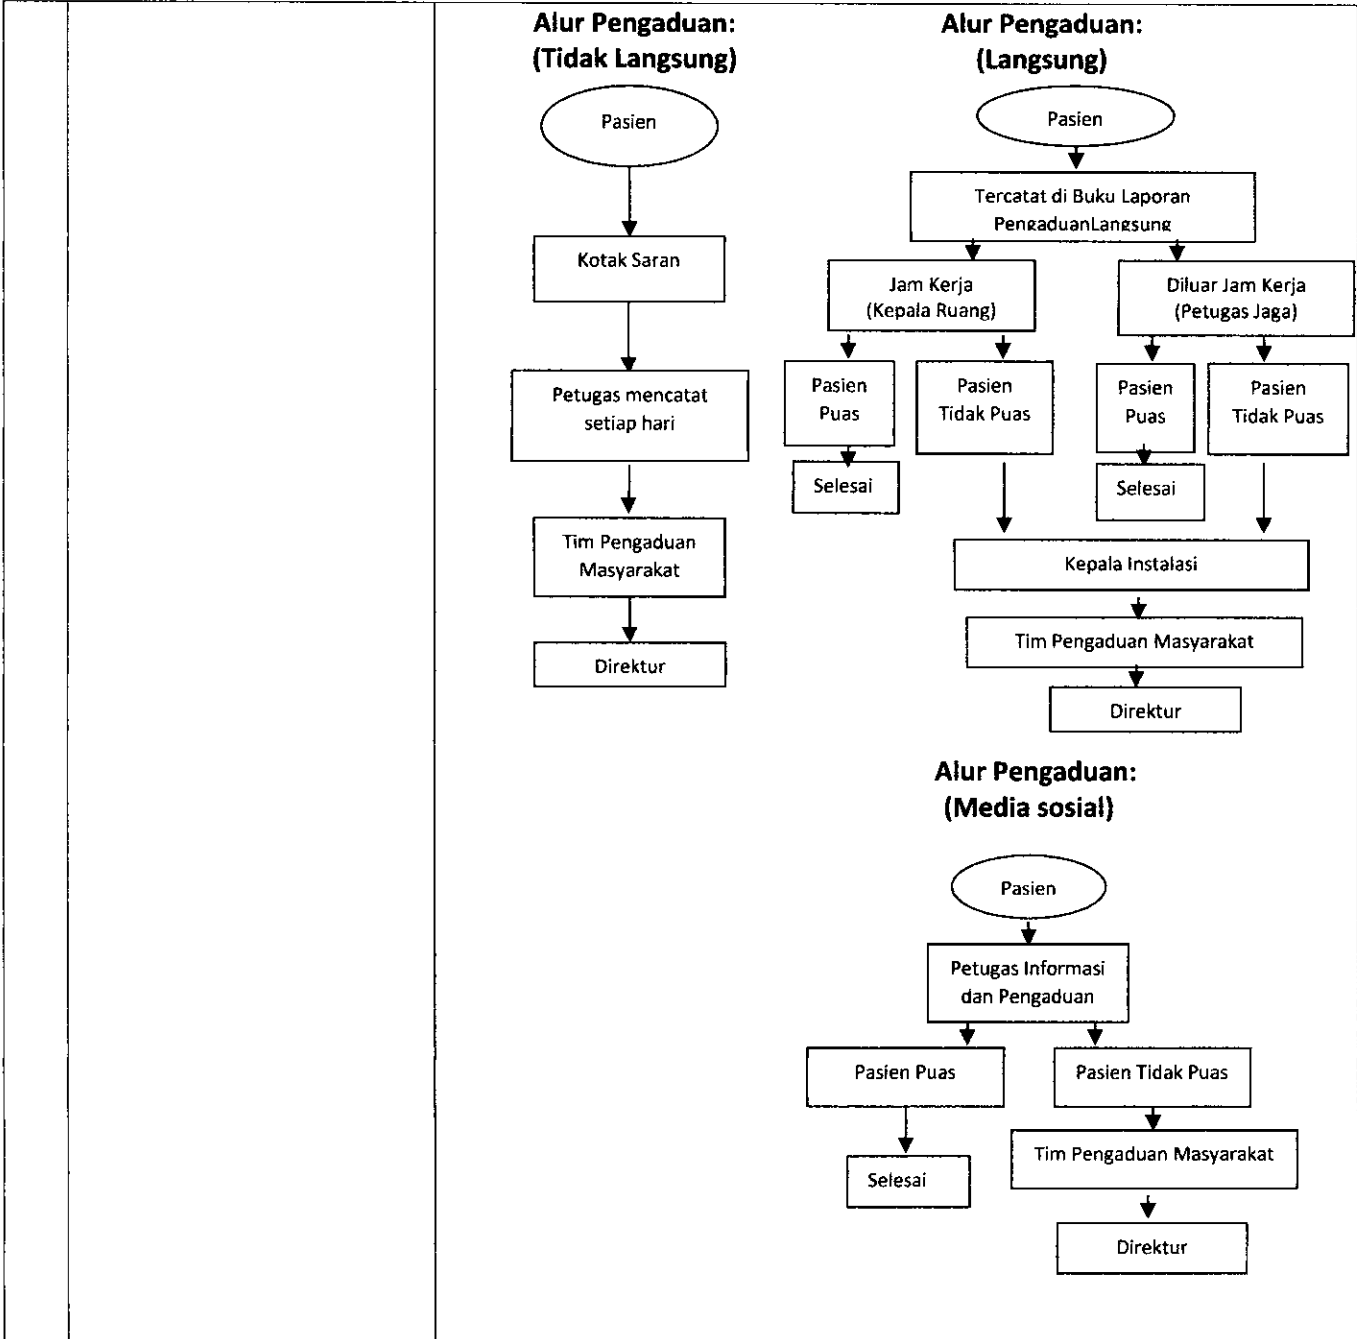 Alur Pengaduan:
(Tidak Langsung)
Pasien
Kotak Saran
Petugas mencatat
setiap hari
Tim Pengaduan
Masyarakat
Direktur
Alur Pengaduan:
(Langsung)
Pasien
Tercatat di Buku Laporan
PengaduanLangsung
Jam Kerja
(Kepala Ruang)
Diluar Jam Kerja
(Petugas Jaga)
Pasien
Puas
Pasien
Tidak Puas
Pasien
Puas
Pasien
Tidak Puas
Selesai
Selesai
Kepala Instalasi
Tim Pengaduan Masyarakat
Direktur
Alur Pengaduan:
(Media sosial)
Pasien
Petugas Informasi
dan Pengaduan
Pasien Puas
Pasien Tidak Puas
Selesai
Tim Pengaduan Masyarakat
Direktur